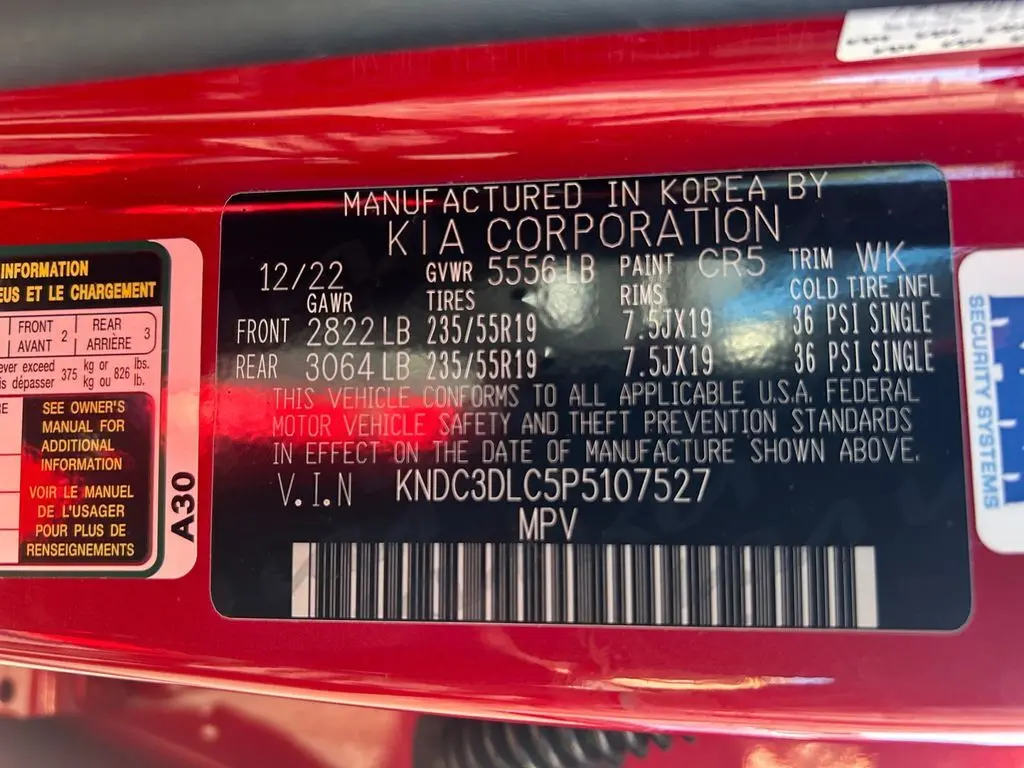 MANUFACTURED IN KOREA BY
KIA CORPORATION
12/22 GVWR 5556 LB PAINT CR5 TRIM WK
GAWR TIRES RIMS COLD TIRE INFL
FRONT 2822 LB 235/55R19 7.5JX19 36 PSI SINGLE
REAR 3064 LB 235/55R19 7.5JX19 36 PSI SINGLE
THIS VEHICLE CONFORMS TO ALL APPLICABLE U.S.A. FEDERAL
MOTOR VEHICLE SAFETY AND THEFT PREVENTION STANDARDS
IN EFFECT ON THE DATE OF MANUFACTURE SHOWN ABOVE.
V.I.N KNDC3DLC5P5107527
MPV
INFORMATION
ET LE CHARGEMENT
FRONT 2 REAR 3
AVANT ARRIÈRE
exceed 375 kg or 826 lbs.
dépasser kg ou lb.
SEE OWNER'S
MANUAL FOR
ADDITIONAL
INFORMATION
VOIR LE MANUEL
DE L'USAGER
POUR PLUS DE
RENSEIGNEMENTS
A30
SECURITY SYSTEMS